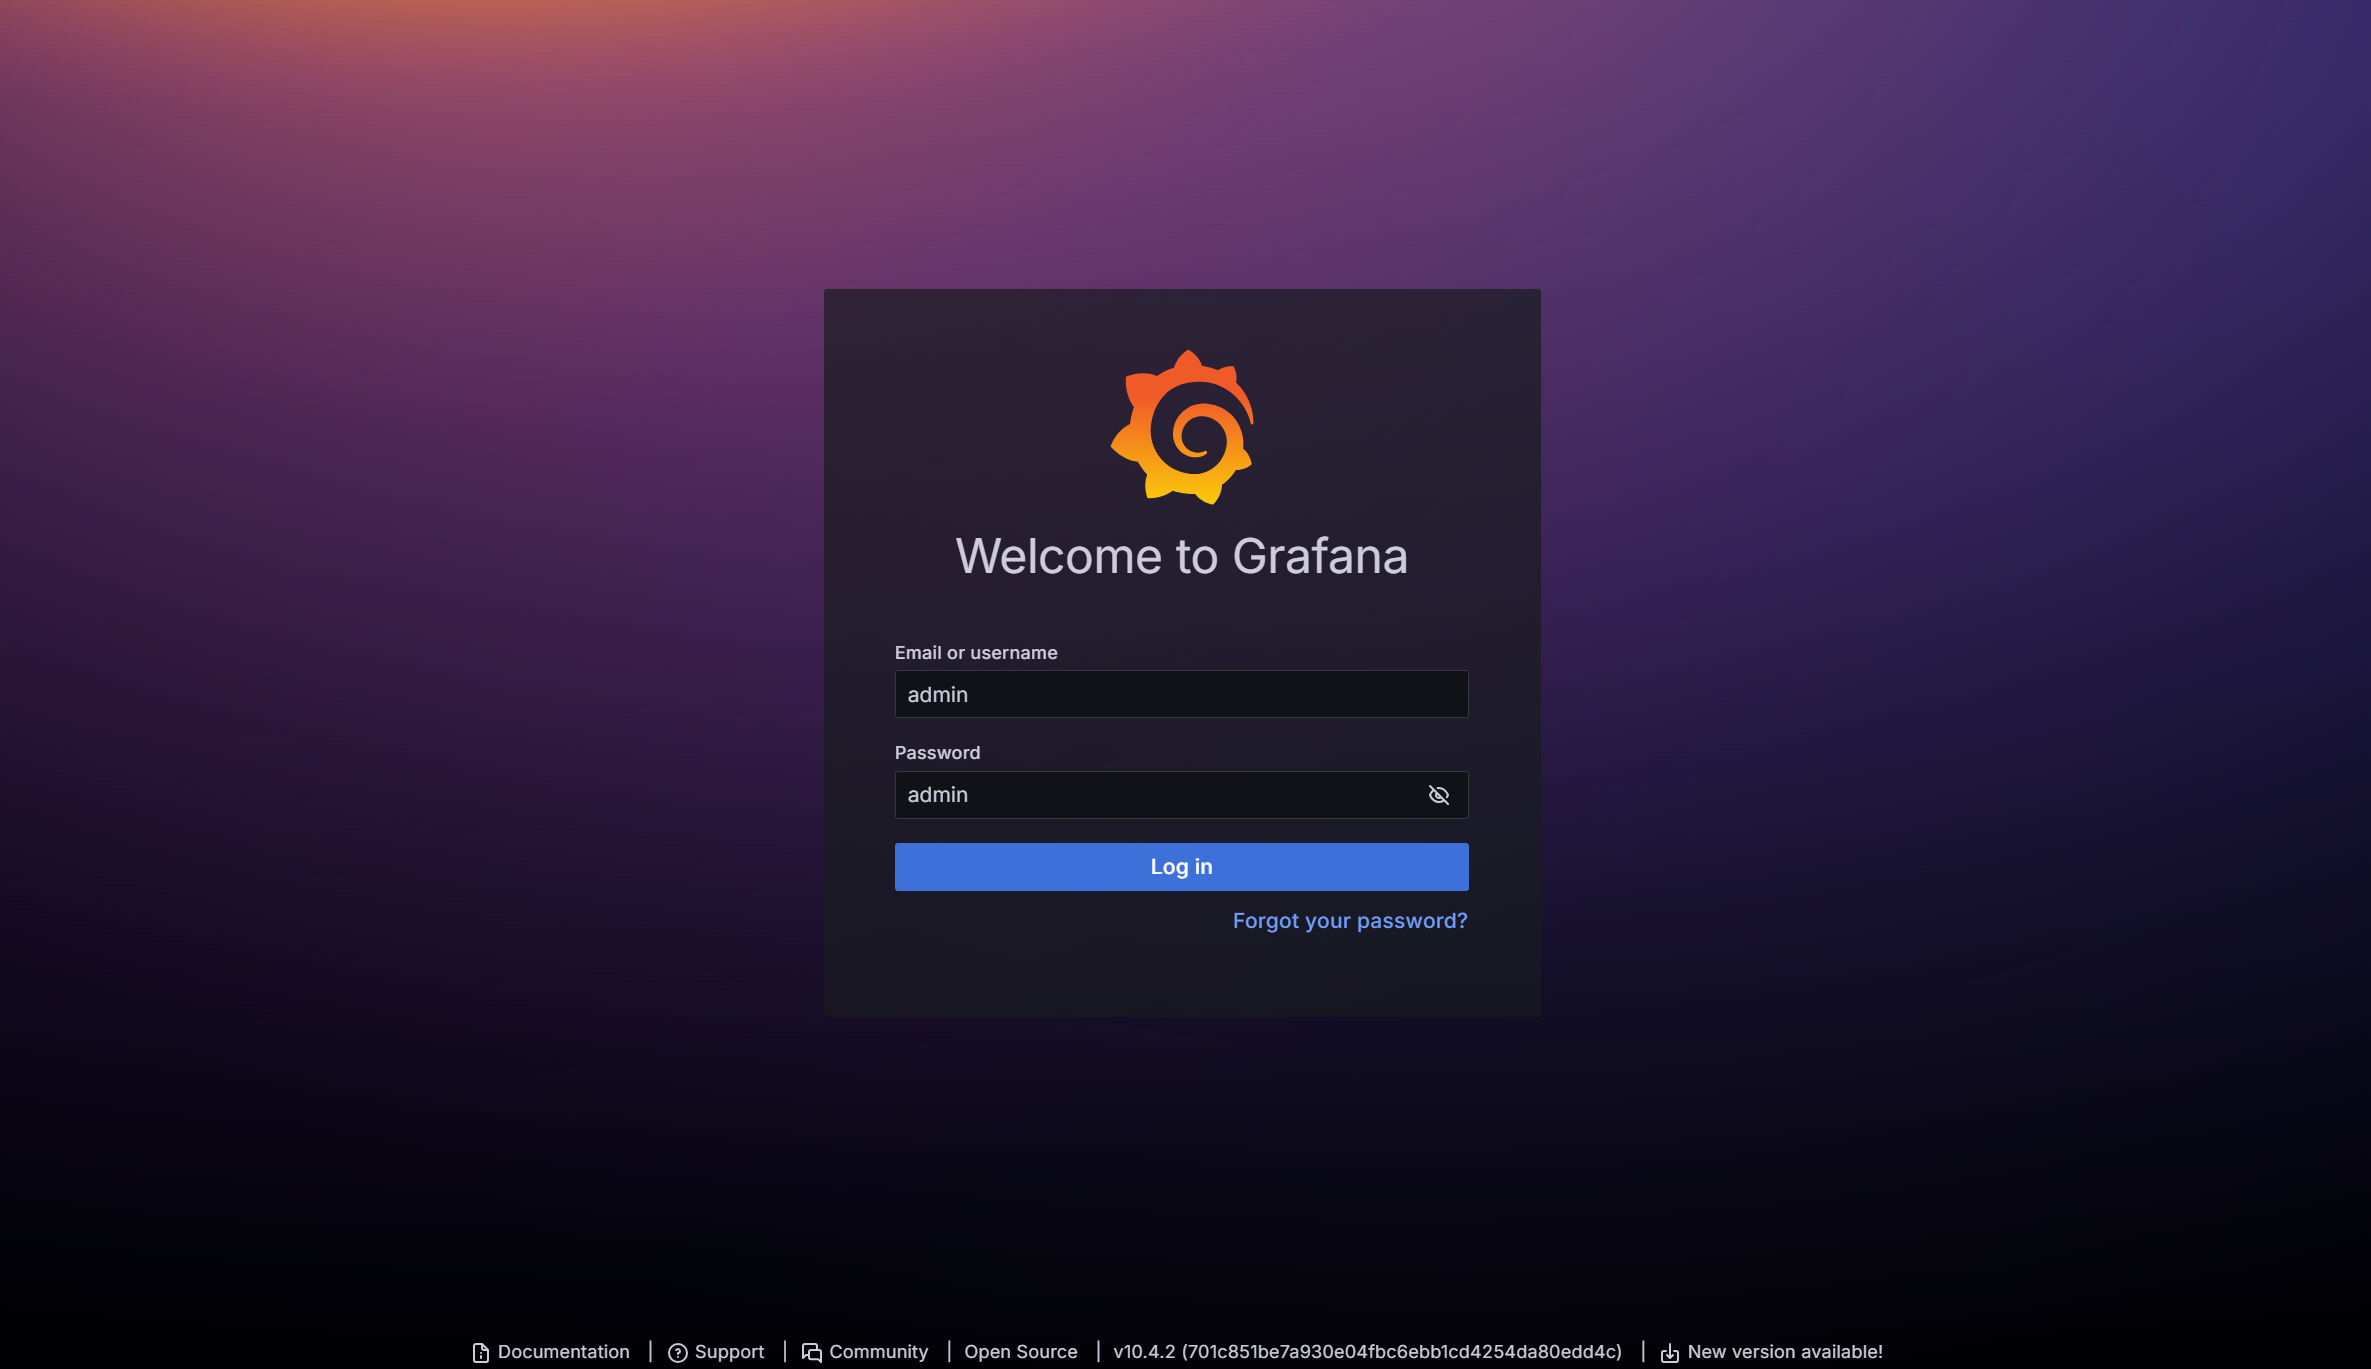 Welcome to Grafana
Email or username
admin
Password
admin
Log in
Forgot your password?
Documentation | Support | Community | Open Source | v10.4.2 (701c851be7a930e04fbc6ebb1cd4254da80edd4c) | New version available!